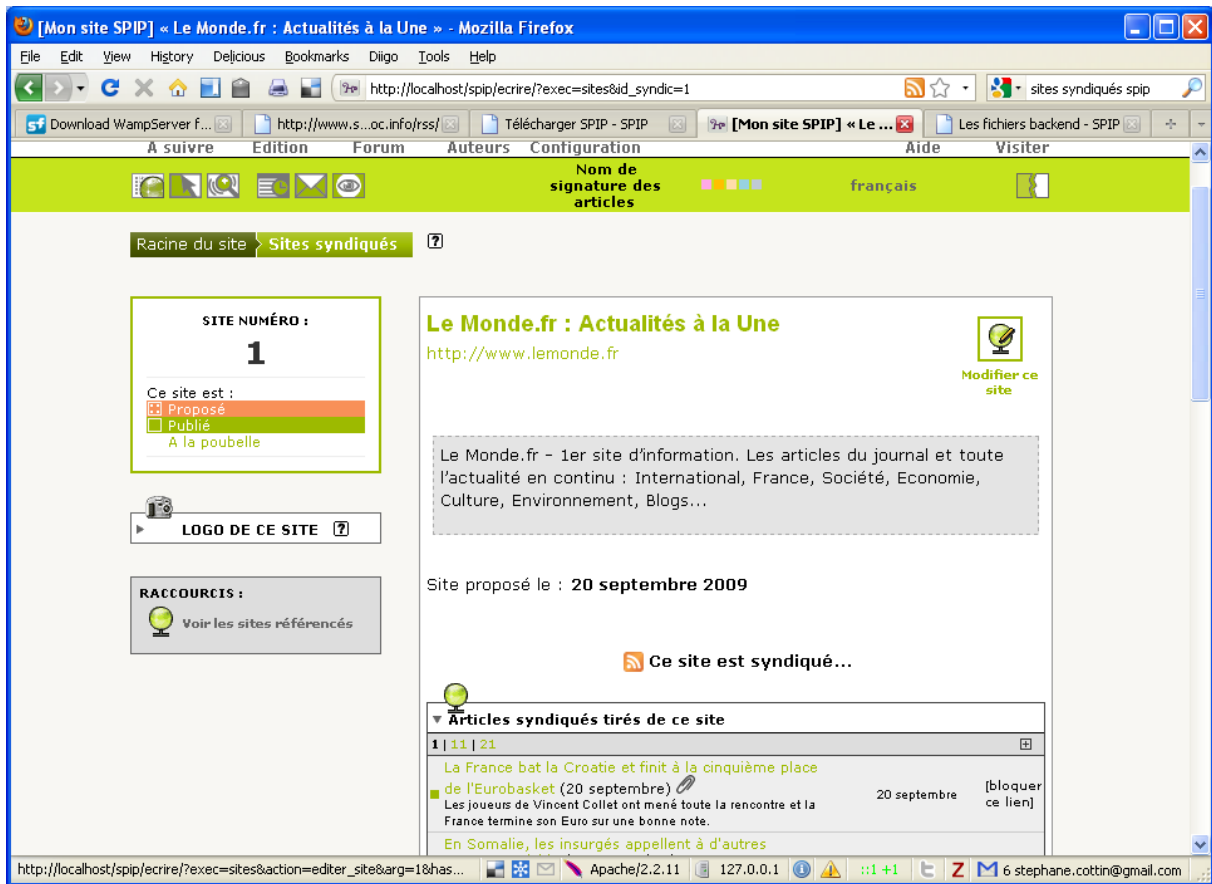 [Mon site SPIP] « Le Monde.fr : Actualités à la Une » - Mozilla Firefox
File Edit View History Delicious Bookmarks Diigo Tools Help
http://localhost/spip/ecrire/?exec=sites&id_syndic=1
sites syndiqués spip
Download WampServer f...
http://www.s...oc.info/rss/
Télécharger SPIP - SPIP
[Mon site SPIP] « Le ...
Les fichiers backend - SPIP
A suivre Edition Forum Auteurs Configuration Aide Visiter
Nom de
signature des
articles
français
Racine du site
Sites syndiqués
?
SITE NUMÉRO :
1
Ce site est :
Proposé
Publié
A la poubelle
LOGO DE CE SITE ?
RACCOURCIS :
Voir les sites référencés
Le Monde.fr : Actualités à la Une
http://www.lemonde.fr
Modifier ce
site
Le Monde.fr - 1er site d'information. Les articles du journal et toute
l'actualité en continu : International, France, Société, Economie,
Culture, Environnement, Blogs...
Site proposé le : 20 septembre 2009
Ce site est syndiqué...
Articles syndiqués tirés de ce site
1 | 11 | 21
La France bat la Croatie et finit à la cinquième place
de l'Eurobasket (20 septembre)
Les joueurs de Vincent Collet ont mené toute la rencontre et la
France termine son Euro sur une bonne note.
20 septembre
[bloquer
ce lien]
En Somalie, les insurgés appellent à d'autres
http://localhost/spip/ecrire/?exec=sites&action=editer_site&arg=1&has...
Apache/2.2.11
127.0.0.1
::1 +1
Z
6 stephane.cottin@gmail.com